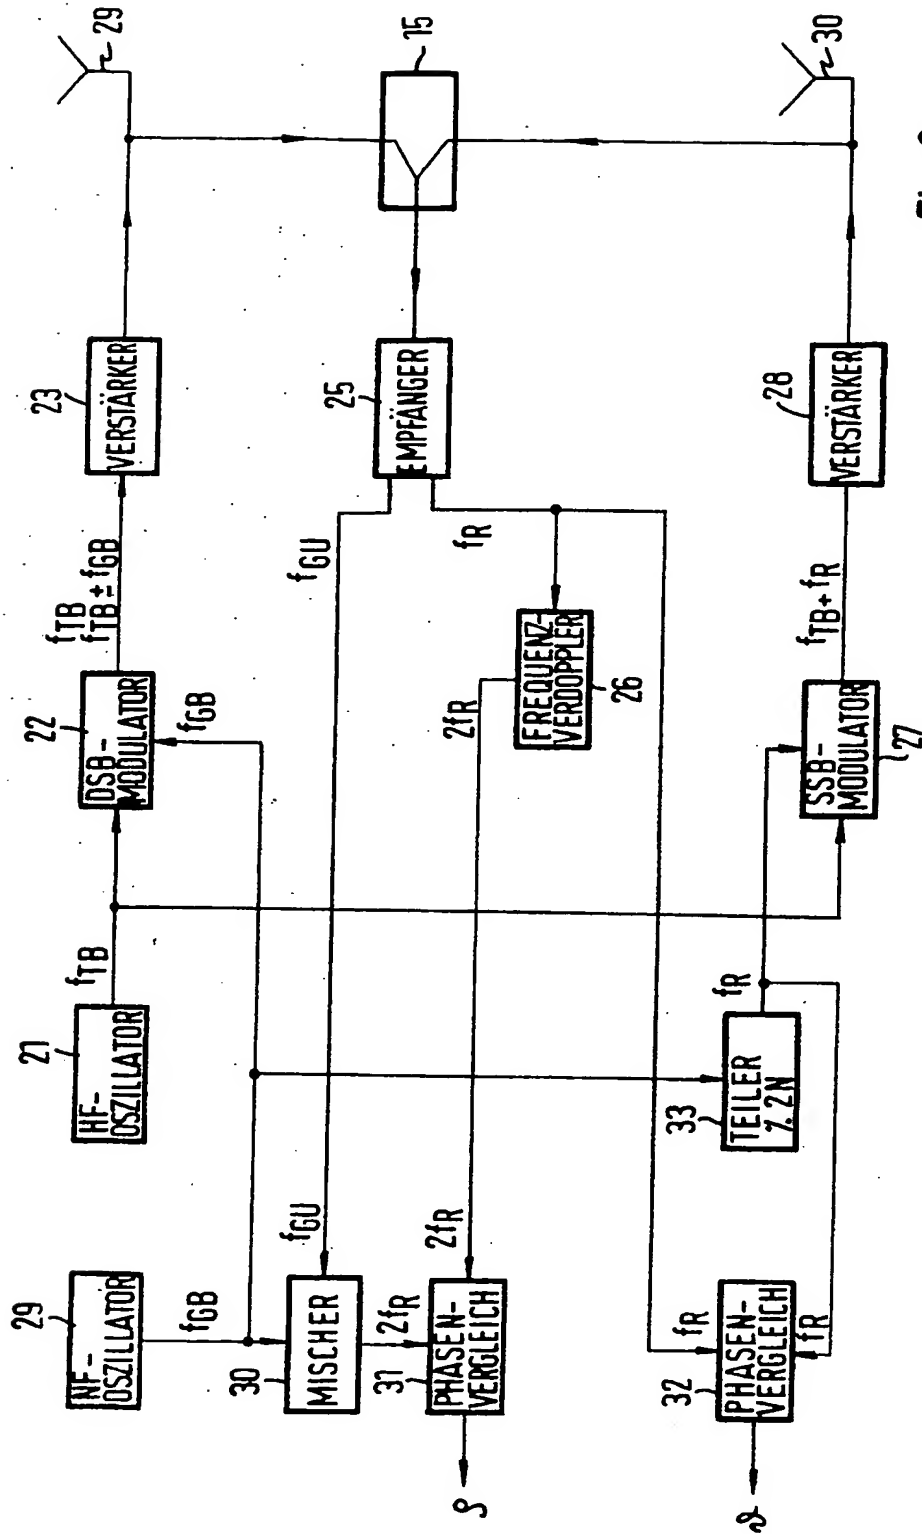 29
15
30
23
VERSTÄRKER
25
EMPFÄNGER
28
VERSTÄRKER
fTB
fTB ± fGB
fGU
fR
fTB + fR
22
DSB-
MODULATOR
fGB
FREQUENZ-
VERDOPPLER
26
2fR
SSB-
MODULATOR
27
fTB
21
HF-
OSZILLATOR
fR
33
TEILER
1/. 2N
29
NF-
OSZILLATOR
fGB
fGU
30
MISCHER
2fR
2fR
31
PHASEN-
VERGLEICH
fR
fR
32
PHASEN-
VERGLEICH
ρ
ϑ